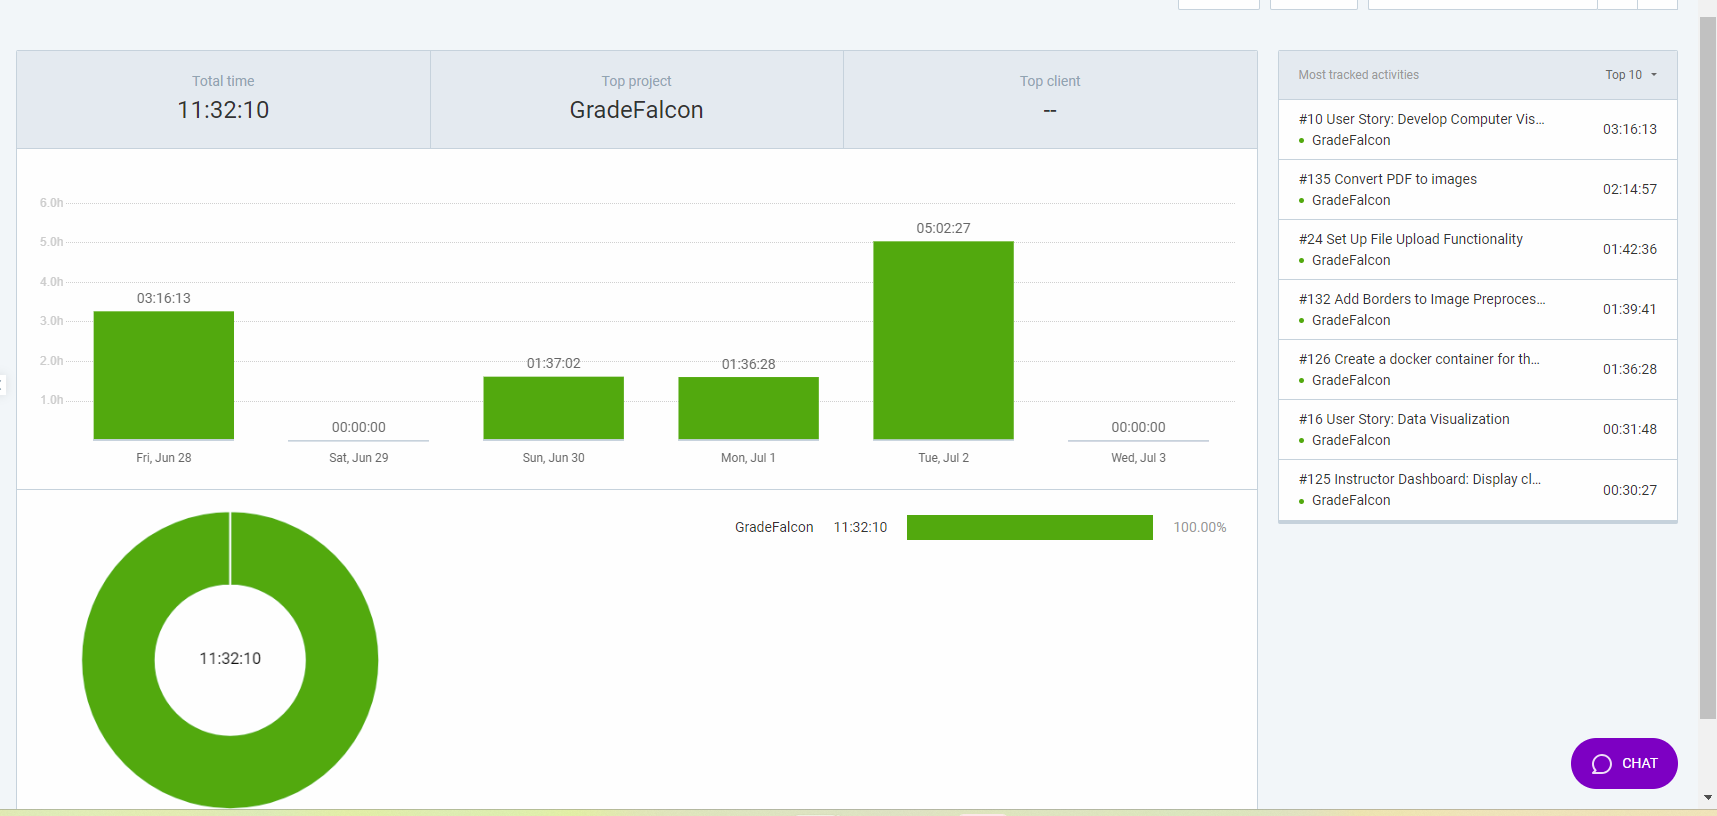 Total time
11:32:10
Top project
GradeFalcon
Top client
--
6.0h
5.0h
4.0h
3.0h
2.0h
1.0h
03:16:13
00:00:00
01:37:02
01:36:28
05:02:27
00:00:00
Fri, Jun 28
Sat, Jun 29
Sun, Jun 30
Mon, Jul 1
Tue, Jul 2
Wed, Jul 3
11:32:10
GradeFalcon 11:32:10 100.00%
Most tracked activities Top 10
#10 User Story: Develop Computer Vis...
GradeFalcon
03:16:13
#135 Convert PDF to images
GradeFalcon
02:14:57
#24 Set Up File Upload Functionality
GradeFalcon
01:42:36
#132 Add Borders to Image Preproces...
GradeFalcon
01:39:41
#126 Create a docker container for th...
GradeFalcon
01:36:28
#16 User Story: Data Visualization
GradeFalcon
00:31:48
#125 Instructor Dashboard: Display cl...
GradeFalcon
00:30:27
CHAT